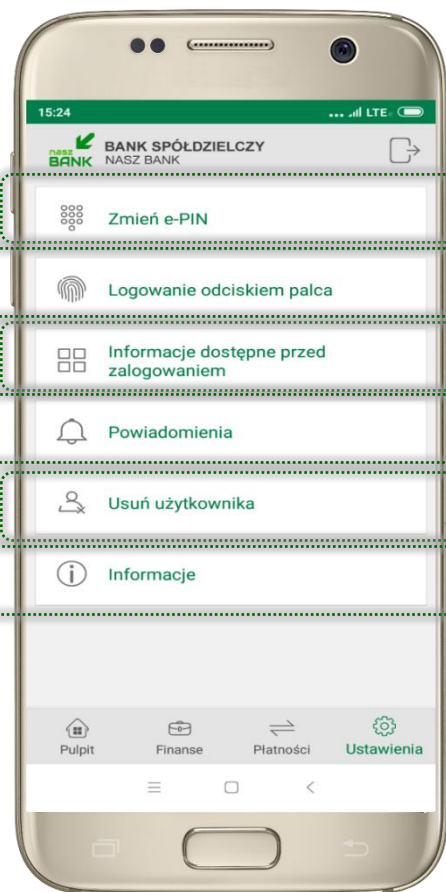 15:24
... LTE
nasz
BANK
BANK SPÓŁDZIELCZY
NASZ BANK
Zmień e-PIN
Logowanie odciskiem palca
Informacje dostępne przed
zalogowaniem
Powiadomienia
Usuń użytkownika
Informacje
Pulpit
Finanse
Płatności
Ustawienia